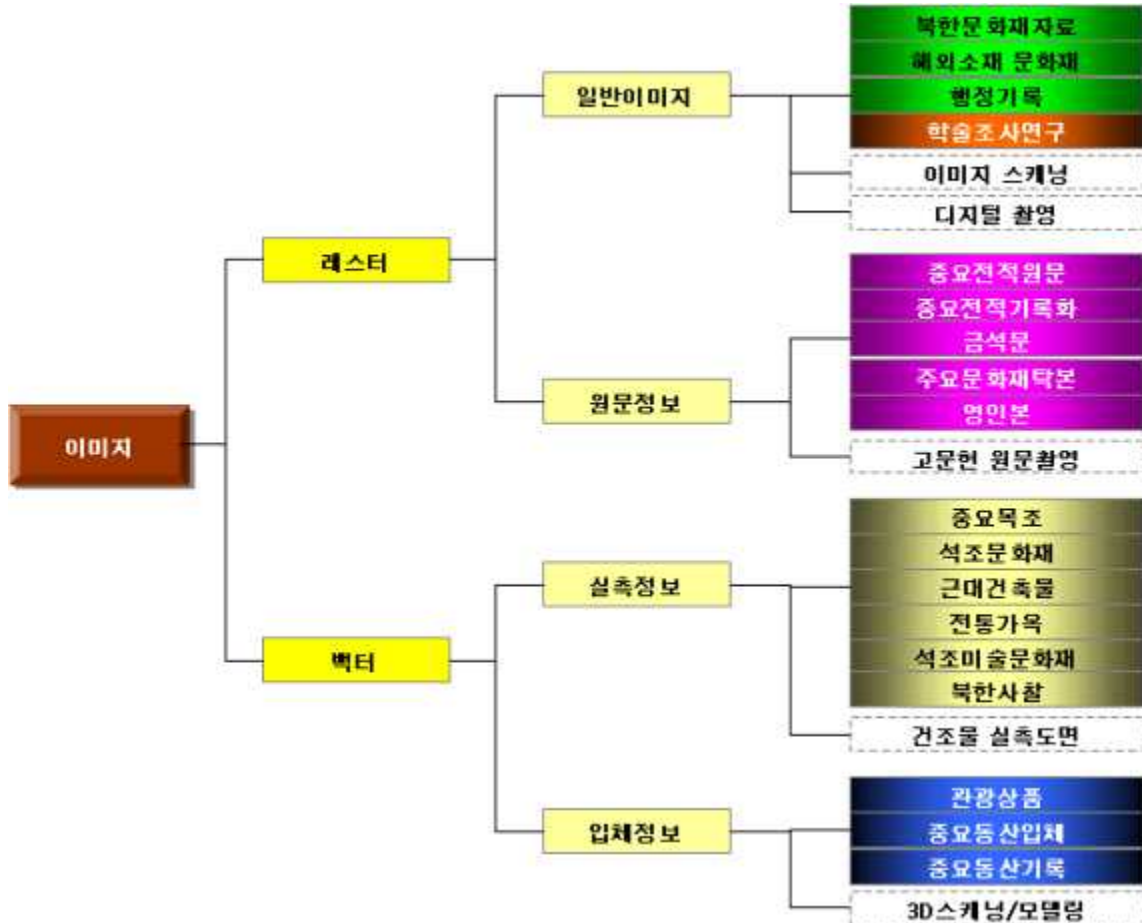 이미지
레스터
일반이미지
북한문화재자료
해외소재 문화재
행정기록
학술조사연구
이미지 스캐닝
디지털 촬영
원문정보
중요전적원문
중요전적기록화
금석문
주요문화재탁본
영인본
고문헌 원문촬영
벡터
실측정보
중요목조
석조문화재
근대건축물
전통가옥
석조미술문화재
북한사찰
건조물 실측도면
입체정보
관광상품
중요동산입체
중요동산기록
3D스캐닝/모델링